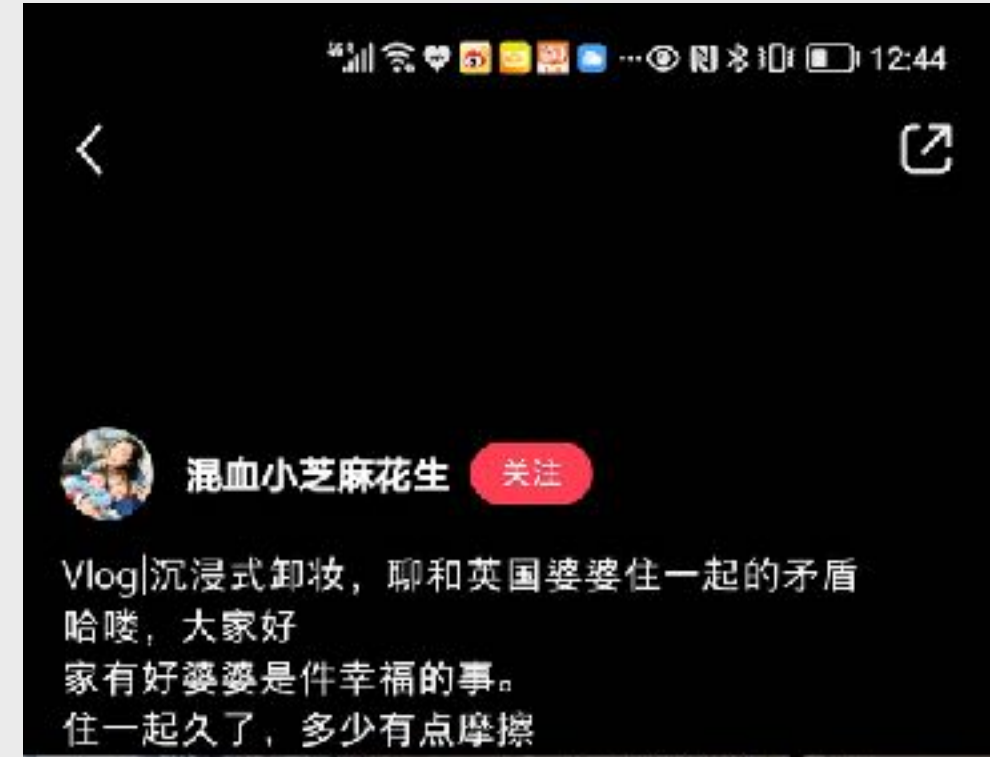 12:44
混血小芝麻花生 关注
Vlog|沉浸式卸妆，聊和英国婆婆住一起的矛盾
哈喽，大家好
家有好婆婆是件幸福的事。
住一起久了，多少有点摩擦